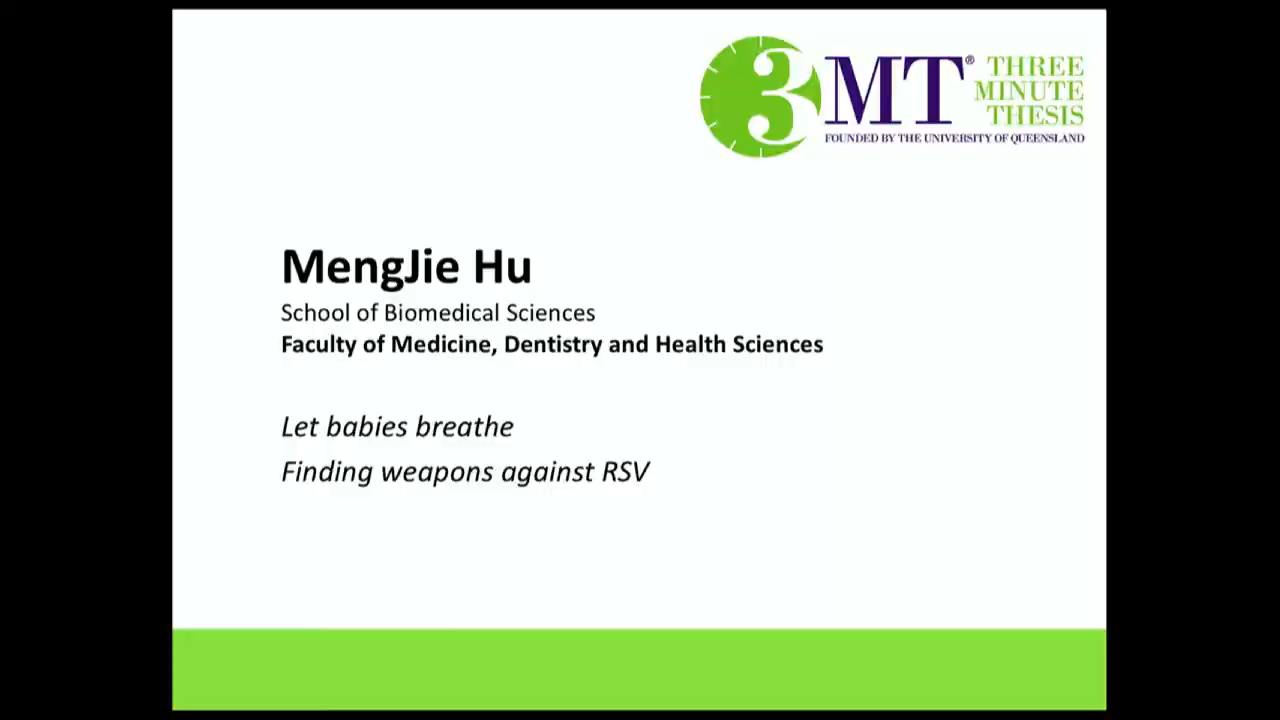 3MT® THREE
MINUTE
THESIS
FOUNDED BY THE UNIVERSITY OF QUEENSLAND
MengJie Hu
School of Biomedical Sciences
Faculty of Medicine, Dentistry and Health Sciences
Let babies breathe
Finding weapons against RSV